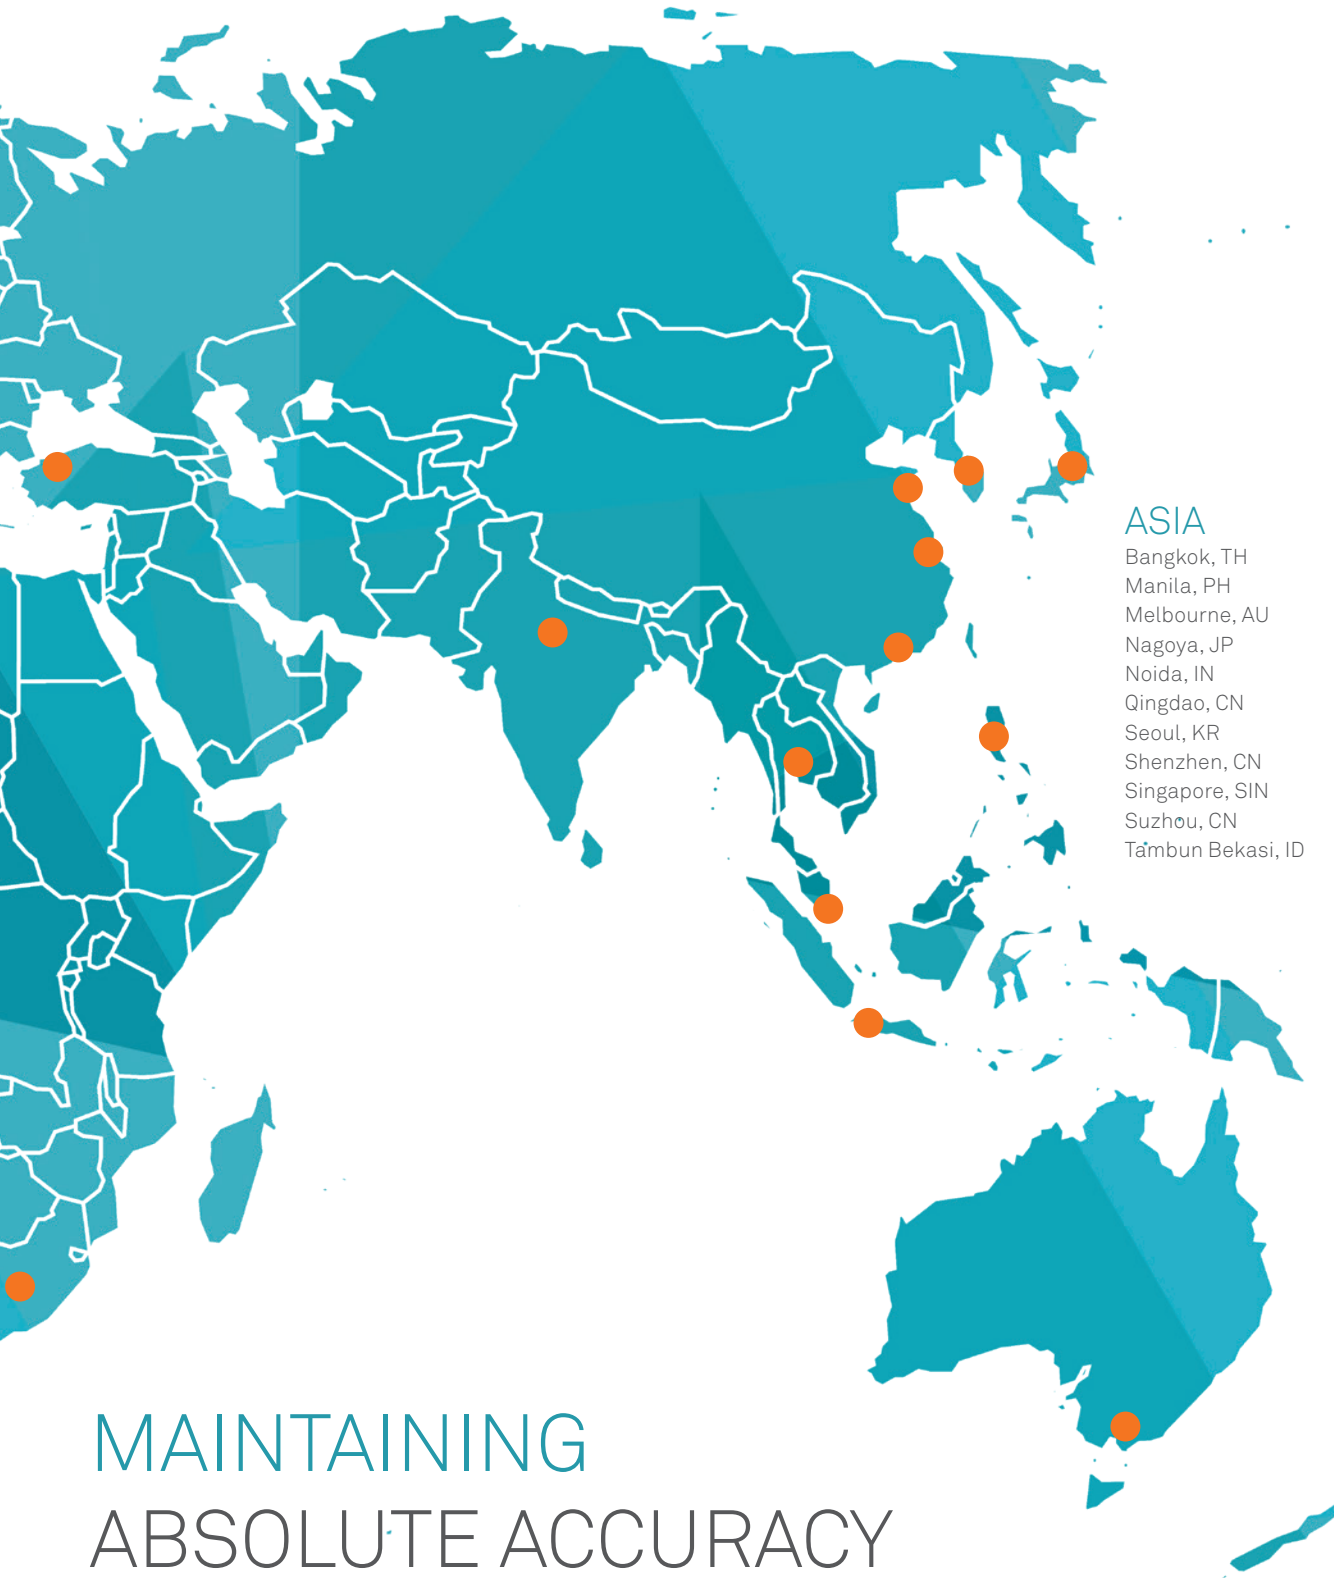 ASIA
Bangkok, TH
Manila, PH
Melbourne, AU
Nagoya, JP
Noida, IN
Qingdao, CN
Seoul, KR
Shenzhen, CN
Singapore, SIN
Suzhou, CN
Tambun Bekasi, ID
MAINTAINING
ABSOLUTE ACCURACY